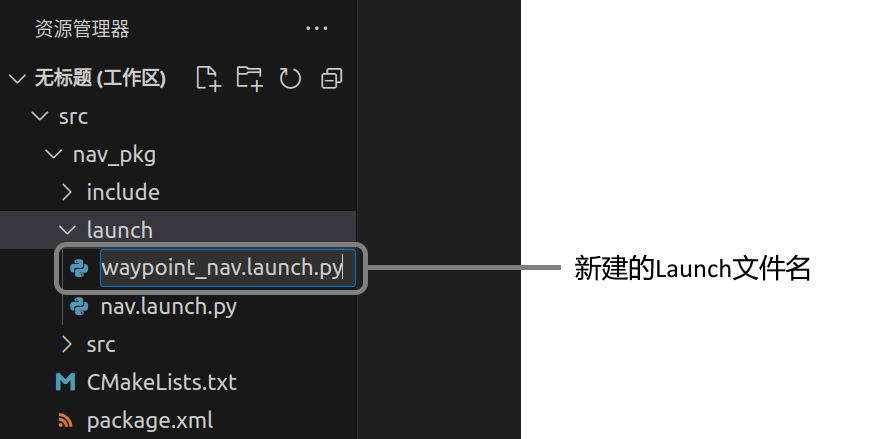 资源管理器
无标题 (工作区)
src
nav_pkg
include
launch
waypoint_nav.launch.py
新建的Launch文件名
nav.launch.py
src
CMakeLists.txt
package.xml